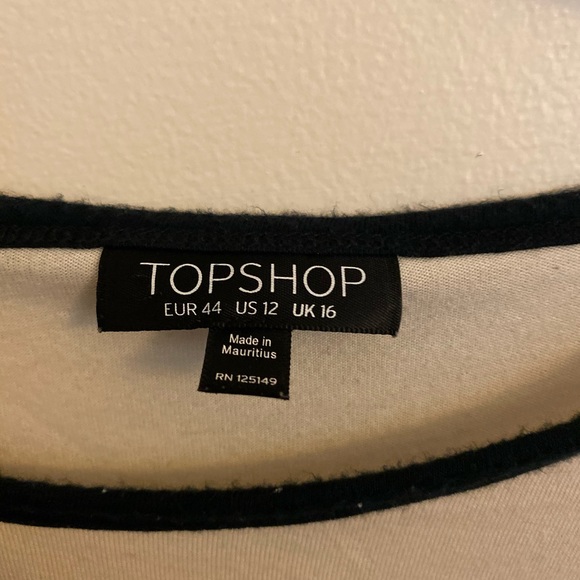 TOPSHOP
EUR 44 US 12 UK 16
Made in
Mauritius
RN 125149